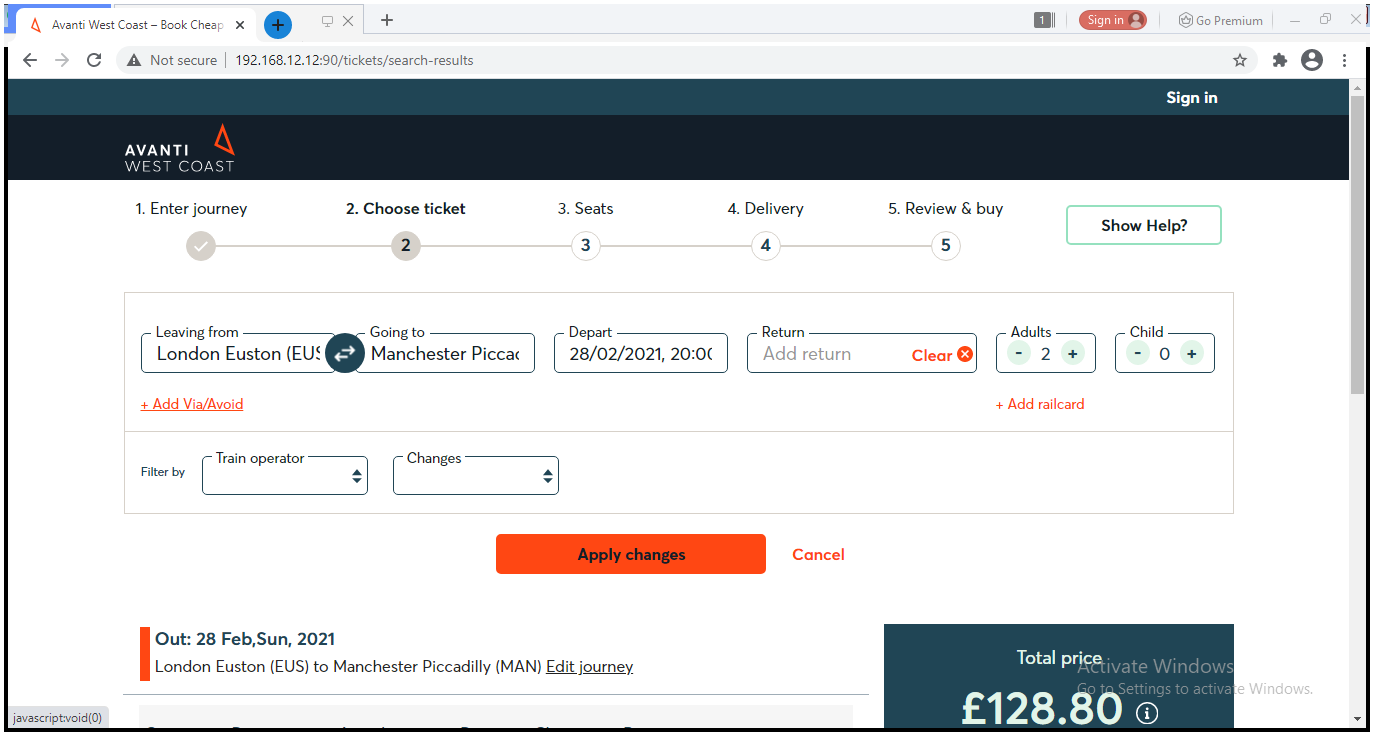 Avanti West Coast – Book Cheap
1
Sign in
Go Premium
Not secure
192.168.12.12:90/tickets/search-results
Sign in
AVANTI
WEST COAST
1. Enter journey
2. Choose ticket
3. Seats
4. Delivery
5. Review & buy
Show Help?
2
3
4
5
Leaving from
London Euston (EUS
Going to
Manchester Piccac
Depart
28/02/2021, 20:00
Return
Add return
Clear
Adults
- 2 +
Child
- 0 +
+ Add Via/Avoid
+ Add railcard
Filter by
Train operator
Changes
Apply changes
Cancel
Out: 28 Feb,Sun, 2021
London Euston (EUS) to Manchester Piccadilly (MAN) Edit journey
Total price
£128.80
Activate Windows
Go to Settings to activate Windows.
javascript:void(0)